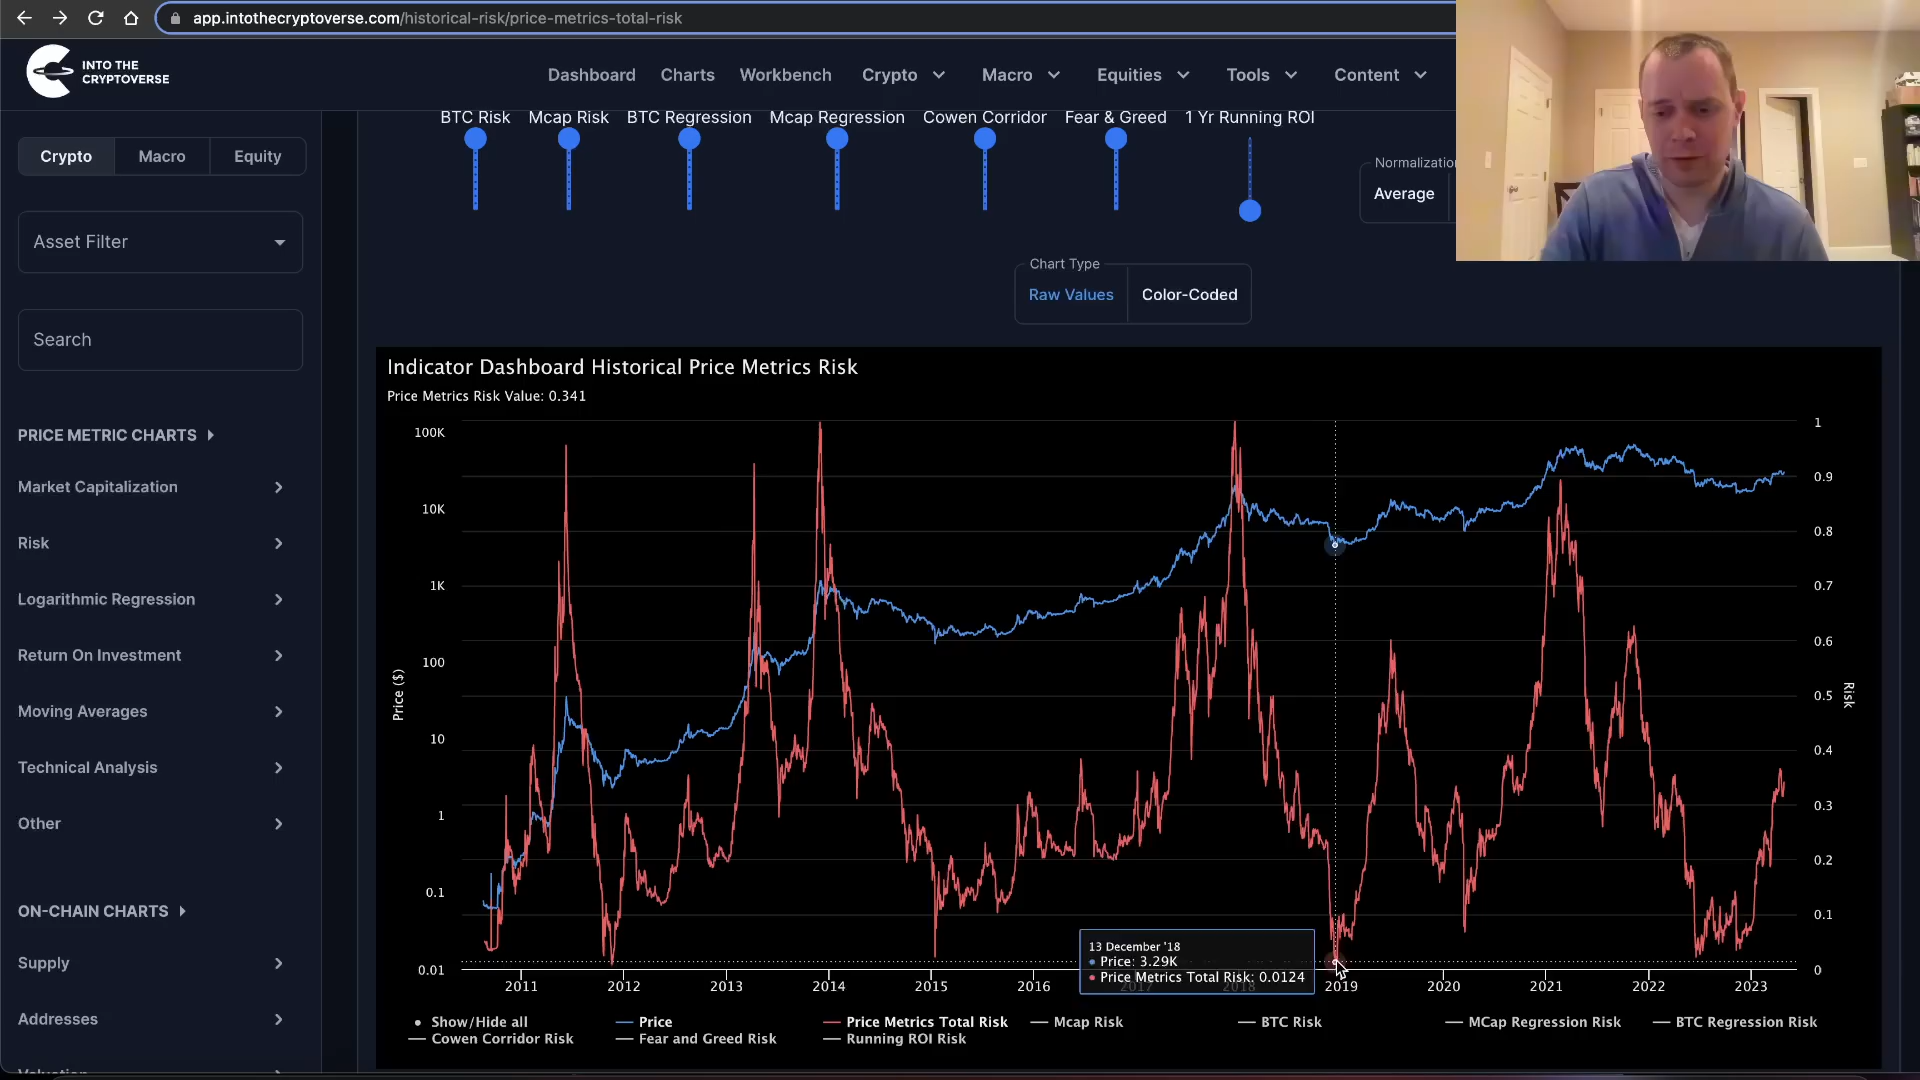 app.intothecryptoverse.com/historical-risk/price-metrics-total-risk
INTO THE
CRYPTOVERSE
Dashboard Charts Workbench Crypto Macro Equities Tools Content
BTC Risk Mcap Risk BTC Regression Mcap Regression Cowen Corridor Fear & Greed 1 Yr Running ROI
Crypto Macro Equity
Normalizatio
Average
Asset Filter
Chart Type
Raw Values Color-Coded
Search
Indicator Dashboard Historical Price Metrics Risk
Price Metrics Risk Value: 0.341
PRICE METRIC CHARTS
Market Capitalization
Risk
Logarithmic Regression
Return On Investment
Moving Averages
Technical Analysis
Other
ON-CHAIN CHARTS
Supply
Addresses
Valuation
Price ($)
100K
10K
1K
100
10
1
0.1
0.01
1
0.9
0.8
0.7
0.6
0.5
0.4
0.3
0.2
0.1
0
Risk
13 December '18
Price: 3.29K
Price Metrics Total Risk: 0.0124
2011 2012 2013 2014 2015 2016 2017 2018 2019 2020 2021 2022 2023
Show/Hide all Price Price Metrics Total Risk Mcap Risk BTC Risk MCap Regression Risk BTC Regression Risk
Cowen Corridor Risk Fear and Greed Risk Running ROI Risk